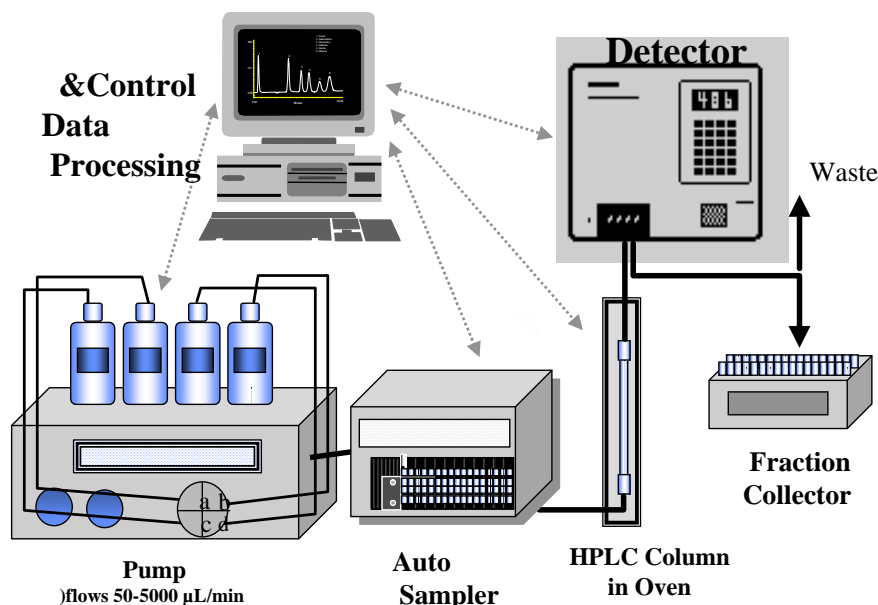 Detector
&Control
Data
Processing
486
Waste
a b
c d
Fraction
Collector
Auto
Sampler
HPLC Column
in Oven
Pump
)flows 50-5000 µL/min